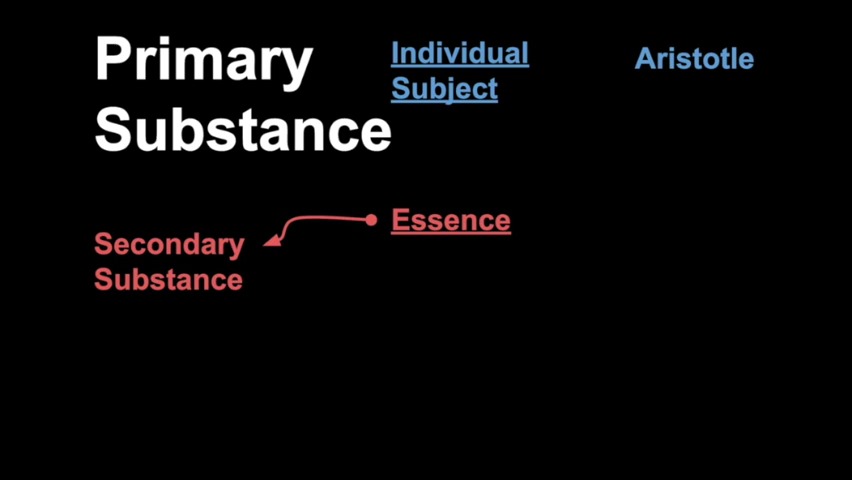 Primary
Substance
Individual
Subject
Aristotle
Essence
Secondary
Substance